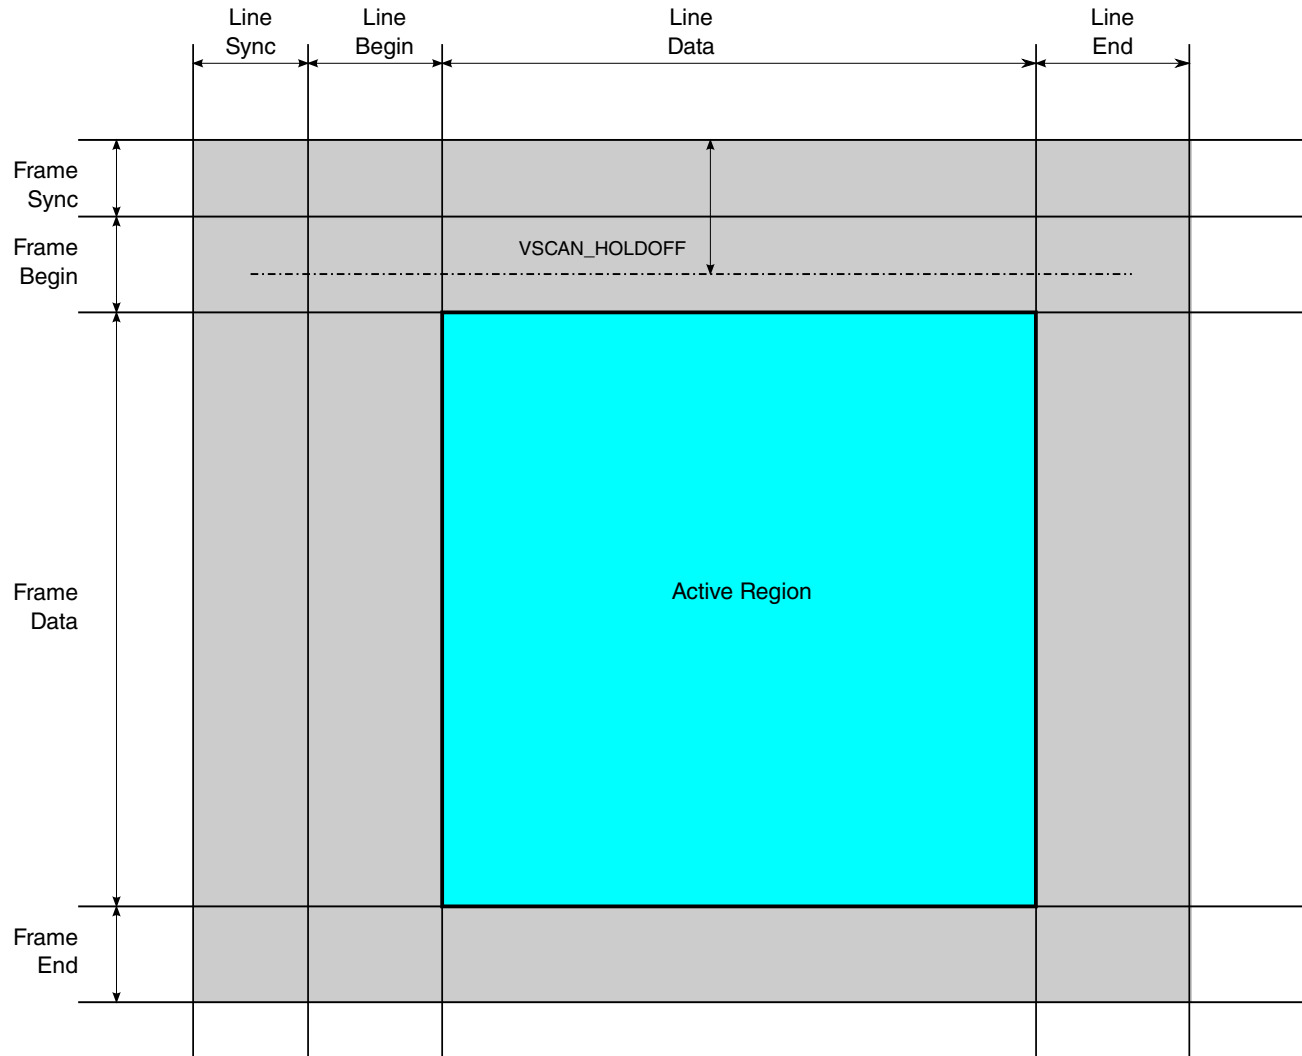 Line
Sync
Line
Begin
Line
Data
Line
End
Frame
Sync
Frame
Begin
VSCAN_HOLDOFF
Frame
Data
Active Region
Frame
End